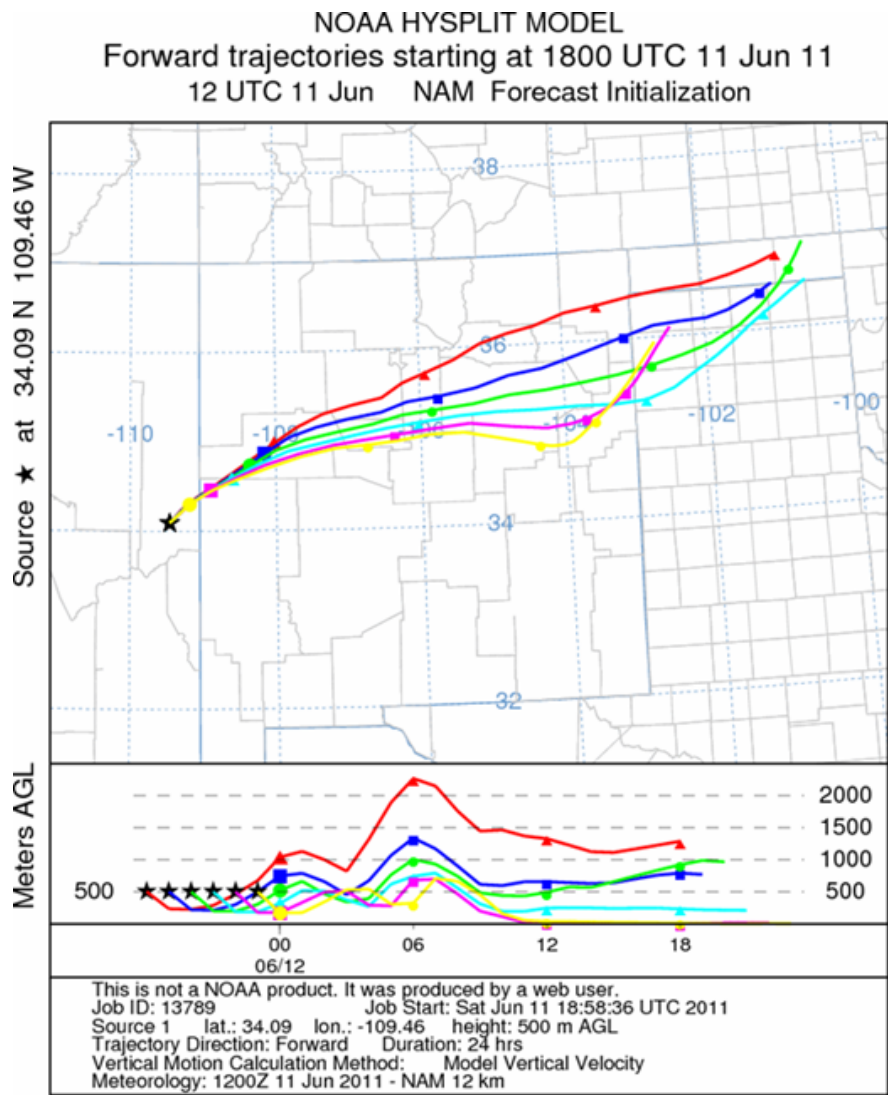 NOAA HYSPLIT MODEL
Forward trajectories starting at 1800 UTC 11 Jun 11
12 UTC 11 Jun NAM Forecast Initialization
Source ★ at 34.09 N 109.46 W
38
36
-110
-108
-106
-104
-102
-100
34
32
Meters AGL
2000
1500
1000
500
500
00
06
12
18
06/12
This is not a NOAA product. It was produced by a web user.
Job ID: 13789 Job Start: Sat Jun 11 18:58:36 UTC 2011
Source 1 lat.: 34.09 lon.: -109.46 height: 500 m AGL
Trajectory Direction: Forward Duration: 24 hrs
Vertical Motion Calculation Method: Model Vertical Velocity
Meteorology: 1200Z 11 Jun 2011 - NAM 12 km